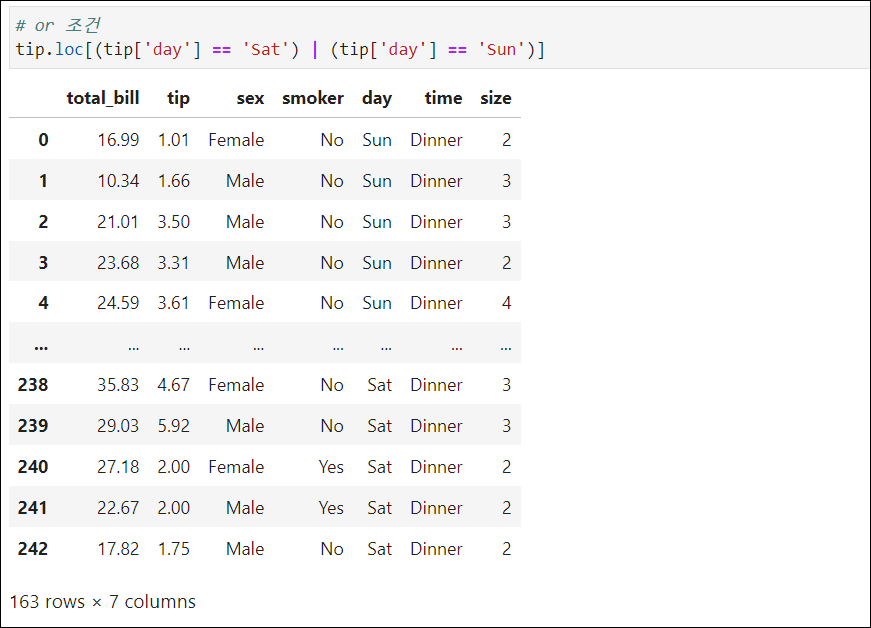 # or 조건
tip.loc[(tip['day'] == 'Sat') | (tip['day'] == 'Sun')]
total_bill tip sex smoker day time size
0 16.99 1.01 Female No Sun Dinner 2
1 10.34 1.66 Male No Sun Dinner 3
2 21.01 3.50 Male No Sun Dinner 3
3 23.68 3.31 Male No Sun Dinner 2
4 24.59 3.61 Female No Sun Dinner 4
... ... ... ... ... ... ... ...
238 35.83 4.67 Female No Sat Dinner 3
239 29.03 5.92 Male No Sat Dinner 3
240 27.18 2.00 Female Yes Sat Dinner 2
241 22.67 2.00 Male Yes Sat Dinner 2
242 17.82 1.75 Male No Sat Dinner 2
163 rows × 7 columns